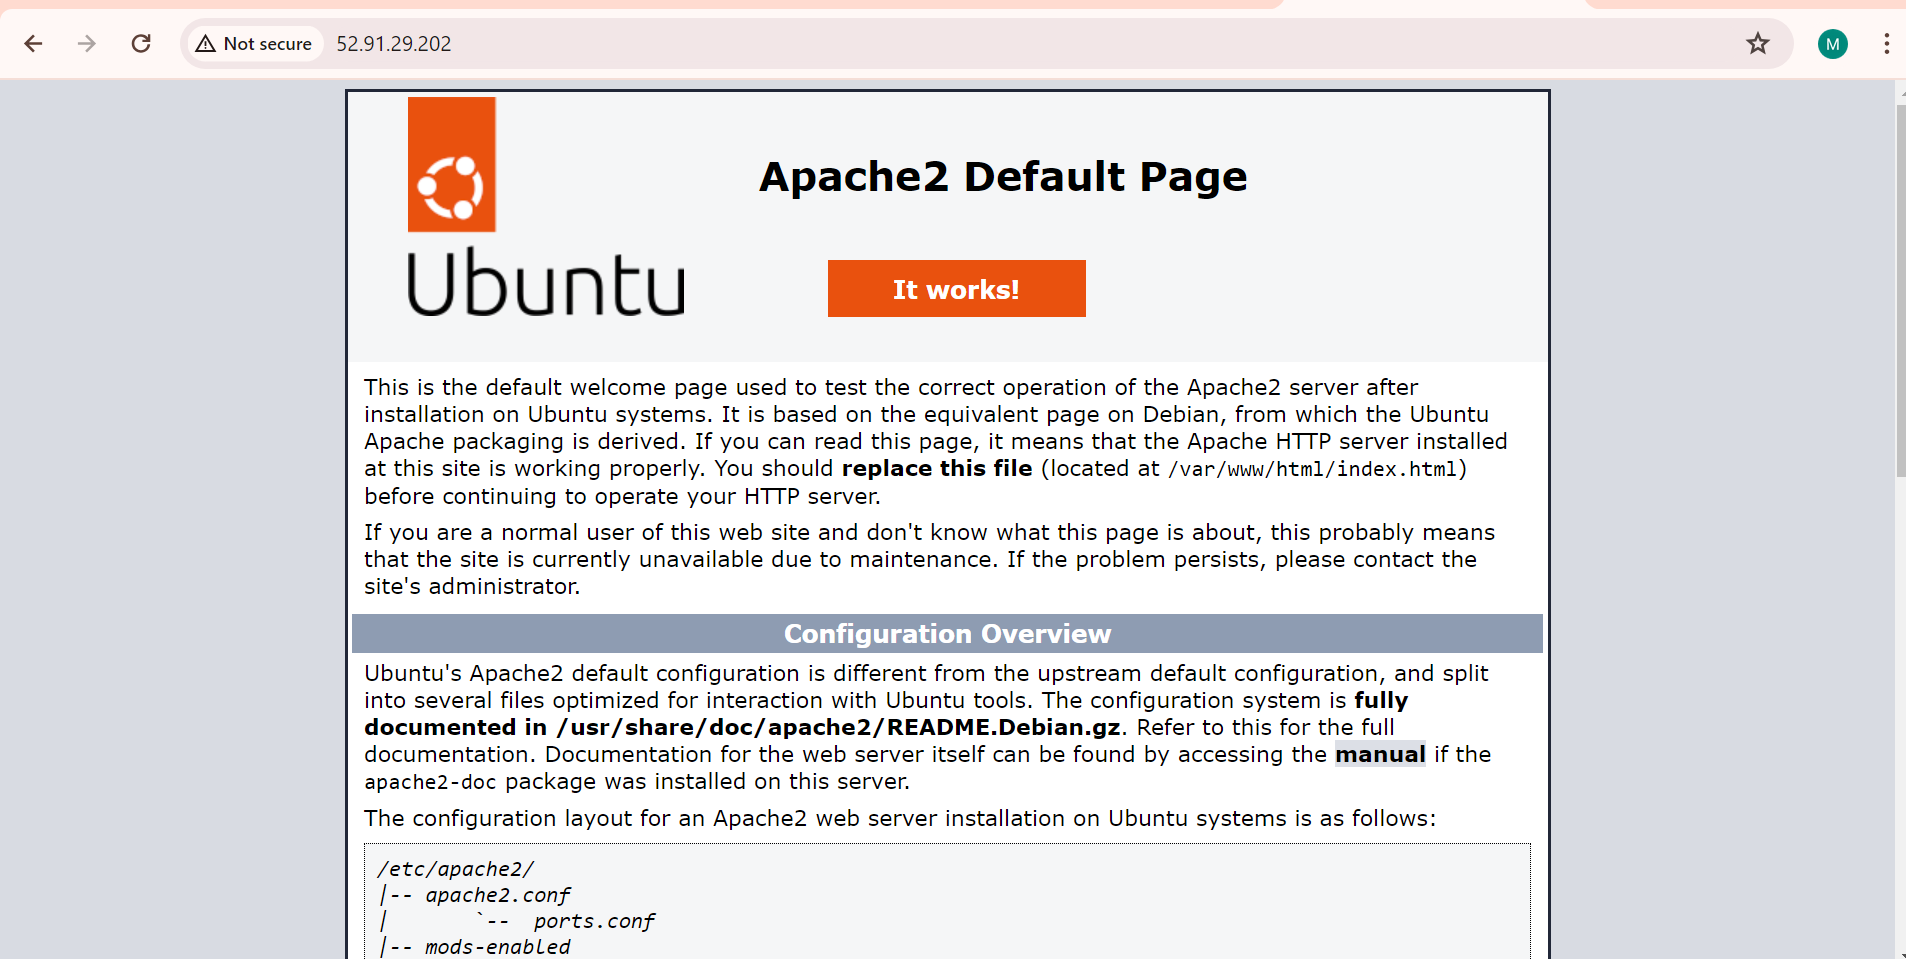 Not secure 52.91.29.202
M
Apache2 Default Page
Ubuntu
It works!
This is the default welcome page used to test the correct operation of the Apache2 server after
installation on Ubuntu systems. It is based on the equivalent page on Debian, from which the Ubuntu
Apache packaging is derived. If you can read this page, it means that the Apache HTTP server installed
at this site is working properly. You should replace this file (located at /var/www/html/index.html)
before continuing to operate your HTTP server.
If you are a normal user of this web site and don't know what this page is about, this probably means
that the site is currently unavailable due to maintenance. If the problem persists, please contact the
site's administrator.
Configuration Overview
Ubuntu's Apache2 default configuration is different from the upstream default configuration, and split
into several files optimized for interaction with Ubuntu tools. The configuration system is fully
documented in /usr/share/doc/apache2/README.Debian.gz. Refer to this for the full
documentation. Documentation for the web server itself can be found by accessing the manual if the
apache2-doc package was installed on this server.
The configuration layout for an Apache2 web server installation on Ubuntu systems is as follows:
/etc/apache2/
|-- apache2.conf
|       `--  ports.conf
|-- mods-enabled